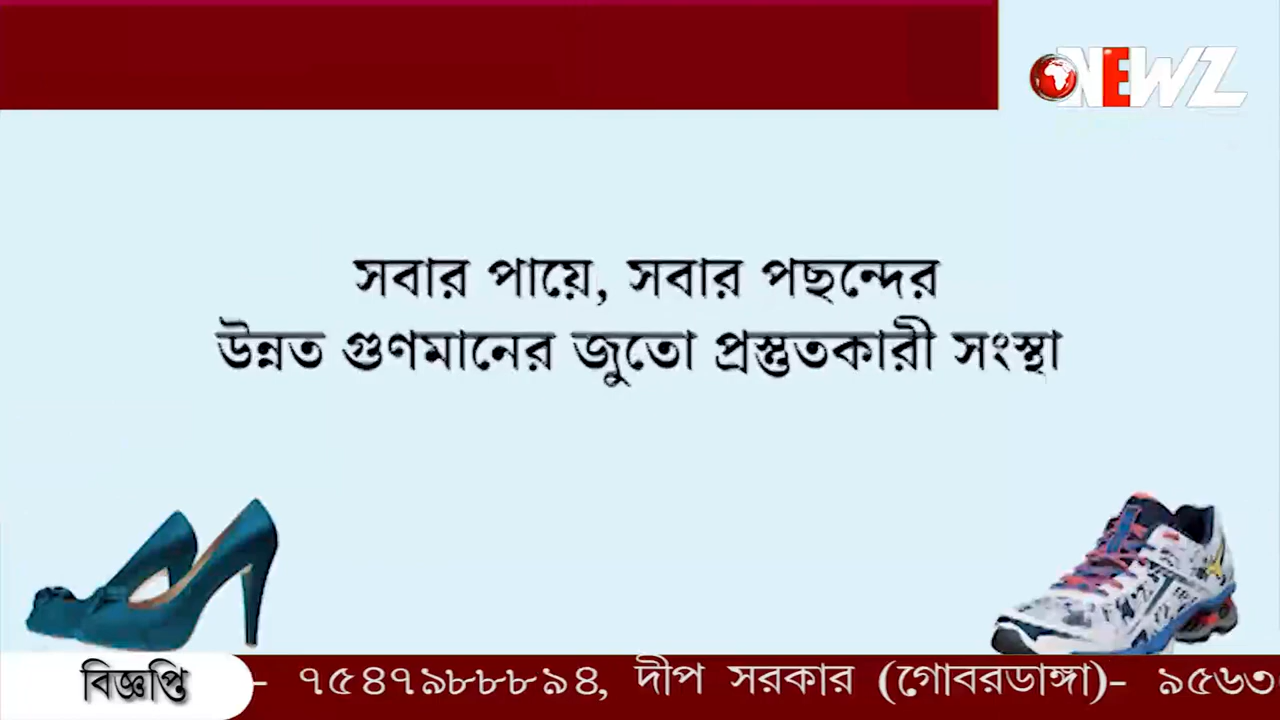 NEWZ
সবার পায়ে, সবার পছন্দের
উন্নত গুণমানের জুতো প্রস্তুতকারী সংস্থা
বিজ্ঞপ্তি - ৭৫৪৭৯৮৮৮৯৪, দীপ সরকার (গোবরডাঙ্গা)- ৯৫৬৩